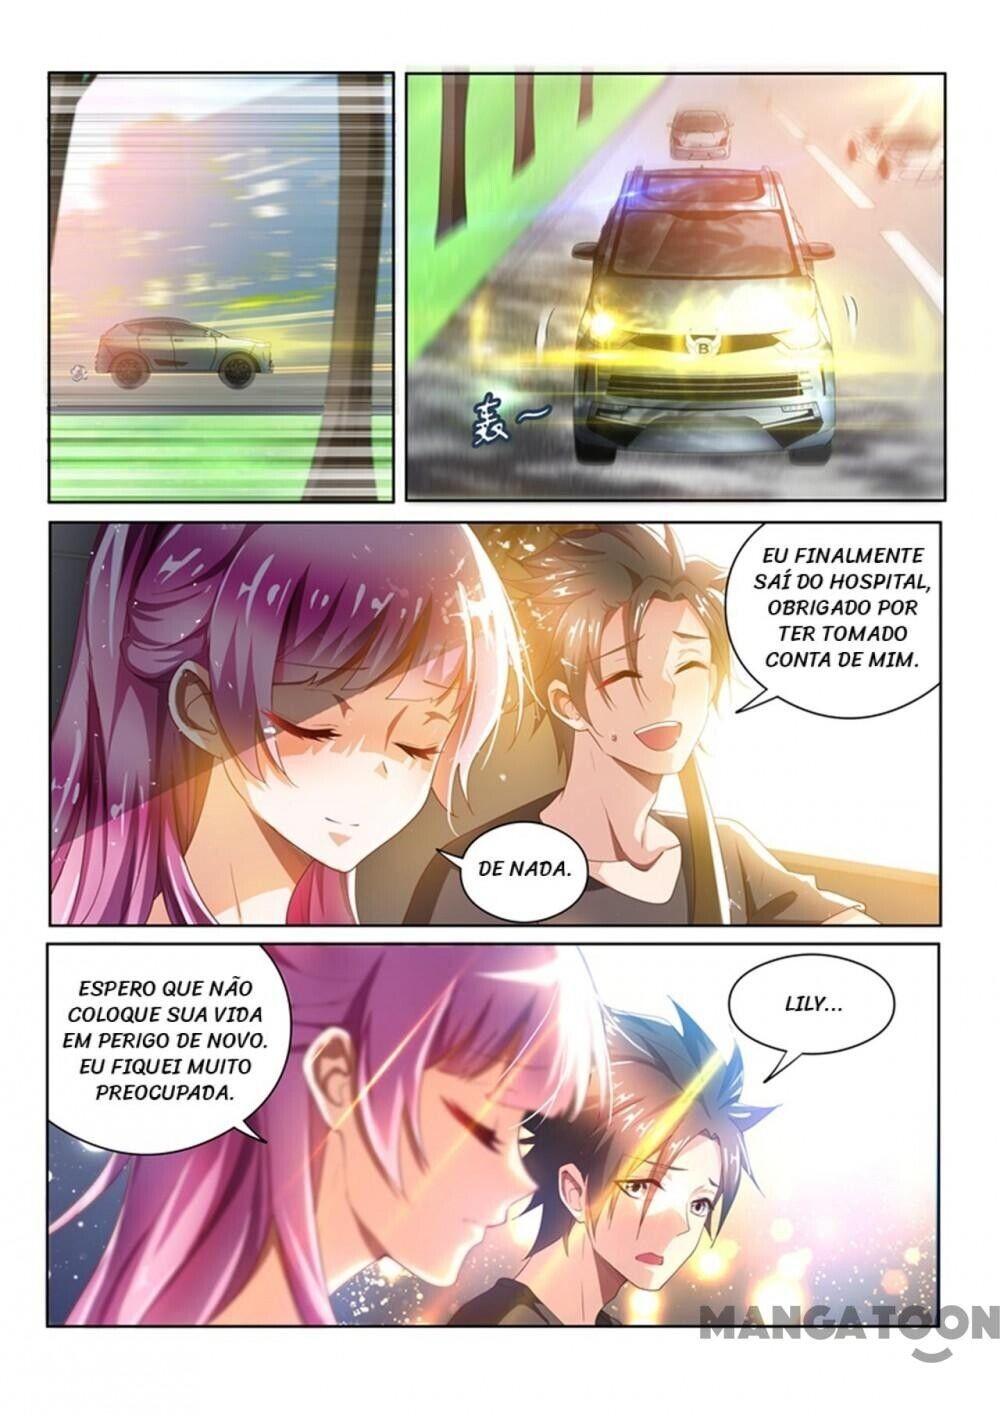 B
轰~
EU FINALMENTE
SAÍ DO HOSPITAL,
OBRIGADO POR
TER TOMADO
CONTA DE MIM.
DE NADA.
ESPERO QUE NÃO
COLOQUE SUA VIDA
EM PERIGO DE NOVO.
EU FIQUEI MUITO
PREOCUPADA.
LILY...
MANGATOON